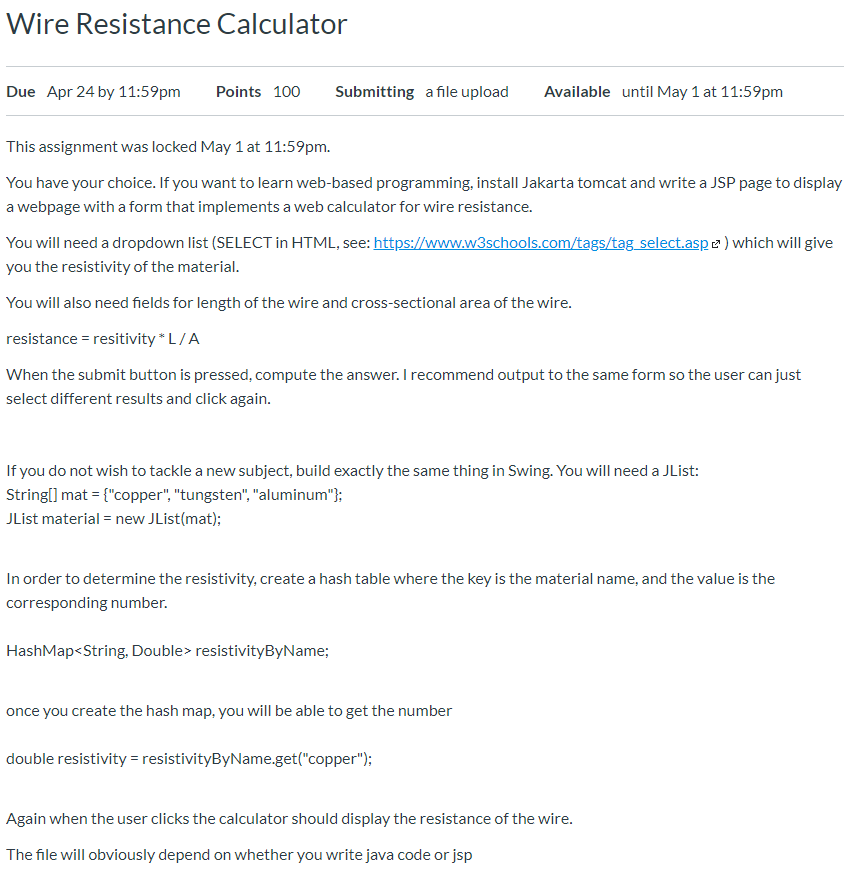 Wire Resistance Calculator
Due Apr 24 by 11:59pm Points 100 Submitting a file upload Available until May 1 at 11:59pm
This assignment was locked May 1 at 11:59pm.
You have your choice. If you want to learn web-based programming, install Jakarta tomcat and write a JSP page to display
a webpage with a form that implements a web calculator for wire resistance.
You will need a dropdown list (SELECT in HTML, see: https://www.w3schools.com/tags/tag_select.asp ) which will give
you the resistivity of the material.
You will also need fields for length of the wire and cross-sectional area of the wire.
resistance = resitivity * L / A
When the submit button is pressed, compute the answer. I recommend output to the same form so the user can just
select different results and click again.
If you do not wish to tackle a new subject, build exactly the same thing in Swing. You will need a JList:
String[] mat = {"copper", "tungsten", "aluminum"};
JList material = new JList(mat);
In order to determine the resistivity, create a hash table where the key is the material name, and the value is the
corresponding number.
HashMap<String, Double> resistivityByName;
once you create the hash map, you will be able to get the number
double resistivity = resistivityByName.get("copper");
Again when the user clicks the calculator should display the resistance of the wire.
The file will obviously depend on whether you write java code or jsp